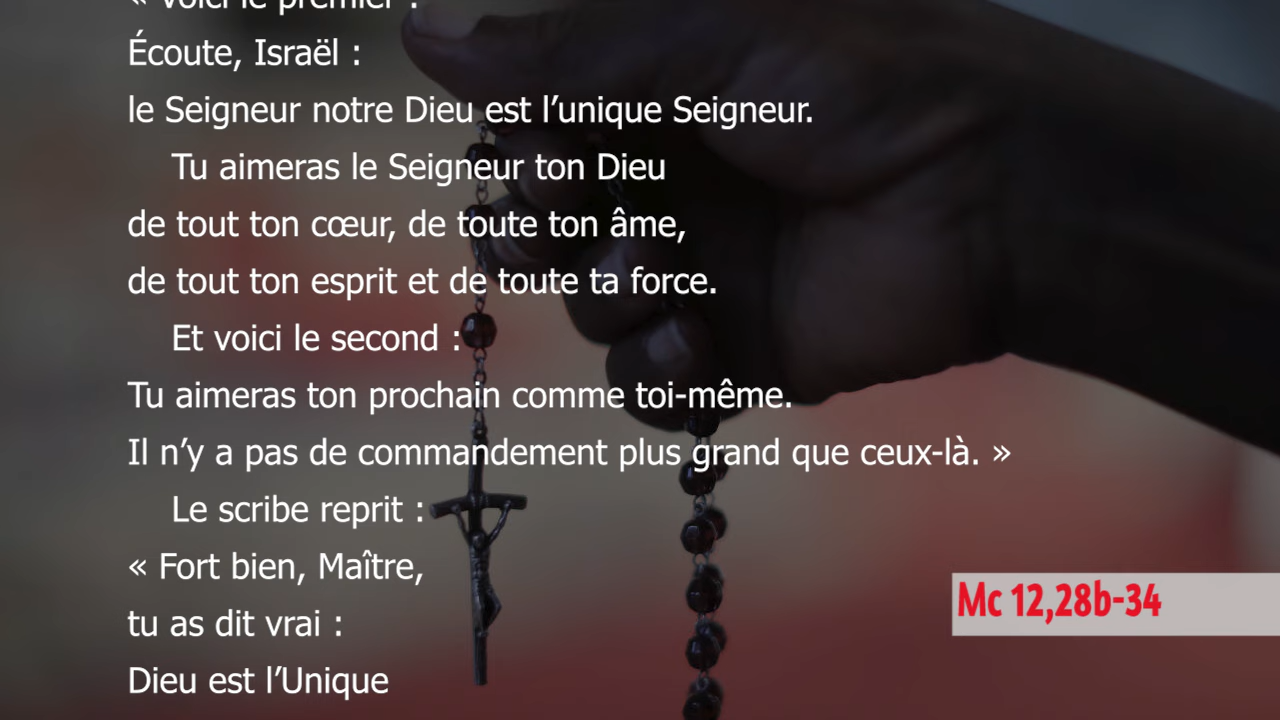 « Voici le premier :
Écoute, Israël :
le Seigneur notre Dieu est l’unique Seigneur.
Tu aimeras le Seigneur ton Dieu
de tout ton cœur, de toute ton âme,
de tout ton esprit et de toute ta force.
Et voici le second :
Tu aimeras ton prochain comme toi-même.
Il n’y a pas de commandement plus grand que ceux-là. »
Le scribe reprit :
« Fort bien, Maître,
tu as dit vrai :
Dieu est l’Unique
Mc 12,28b-34